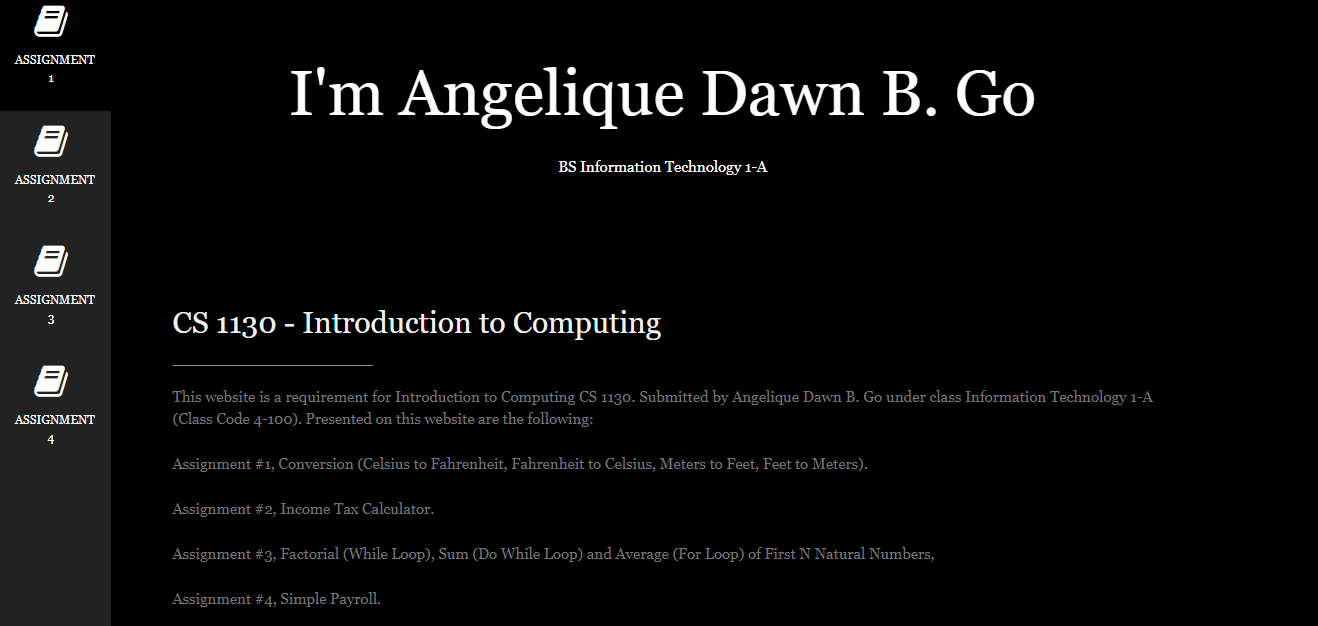 ASSIGNMENT
1
ASSIGNMENT
2
ASSIGNMENT
3
ASSIGNMENT
4
I'm Angelique Dawn B. Go
BS Information Technology 1-A
CS 1130 - Introduction to Computing
This website is a requirement for Introduction to Computing CS 1130. Submitted by Angelique Dawn B. Go under class Information Technology 1-A
(Class Code 4-100). Presented on this website are the following:
Assignment #1, Conversion (Celsius to Fahrenheit, Fahrenheit to Celsius, Meters to Feet, Feet to Meters).
Assignment #2, Income Tax Calculator.
Assignment #3, Factorial (While Loop), Sum (Do While Loop) and Average (For Loop) of First N Natural Numbers,
Assignment #4, Simple Payroll.